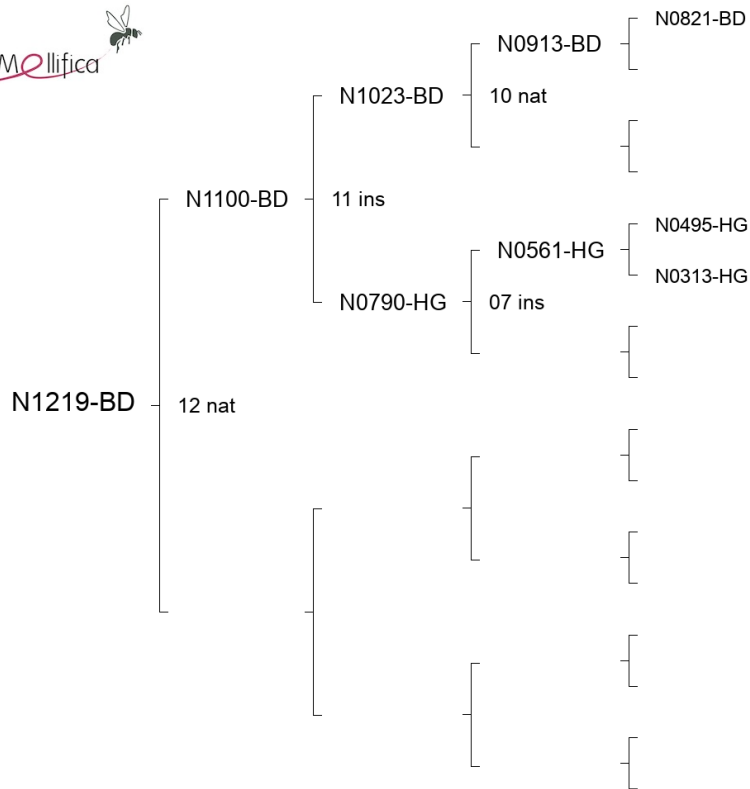 Mellifica
N0821-BD
N0913-BD
N1023-BD
10 nat
N1100-BD
11 ins
N0495-HG
N0561-HG
N0313-HG
N0790-HG
07 ins
N1219-BD
12 nat